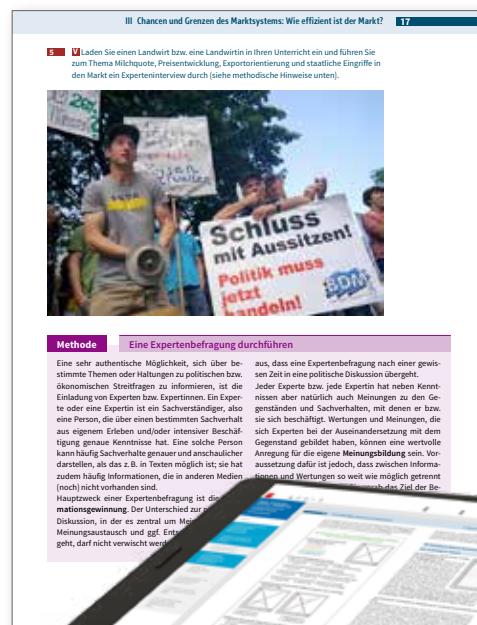 III Chancen und Grenzen des Marktsystems: Wie effizient ist der Markt? 17
5 V Laden Sie einen Landwirt bzw. eine Landwirtin in Ihren Unterricht ein und führen Sie
zum Thema Milchquote, Preisentwicklung, Exportorientierung und staatliche Eingriffe in
den Markt ein Experteninterview durch (siehe methodische Hinweise unten).
Schluss
mit Aussitzen!
Politik muss
jetzt
handeln!
BDM
Methode Eine Expertenbefragung durchführen
Eine sehr authentische Möglichkeit, sich über be-
stimmte Themen oder Haltungen zu politischen bzw.
ökonomischen Streitfragen zu informieren, ist die
Einladung von Experten bzw. Expertinnen. Ein Exper-
te oder eine Expertin ist ein Sachverständiger, also
eine Person, die über einen bestimmten Sachverhalt
aus eigenem Erleben und/oder intensiver Beschäf-
tigung genaue Kenntnisse hat. Eine solche Person
kann häufig Sachverhalte genauer und anschaulicher
darstellen, als das z. B. in Texten möglich ist; sie hat
zudem häufig Informationen, die in anderen Medien
(noch) nicht vorhanden sind.
Hauptzweck einer Expertenbefragung ist die
mationsgewinnung. Der Unterschied zur
Diskussion, in der es zentral um
Meinungsaustausch und ggf.
geht, darf nicht verwischt
aus, dass eine Expertenbefragung nach einer gewis-
sen Zeit in eine politische Diskussion übergeht.
Jeder Experte bzw. jede Expertin hat neben Kennt-
nissen aber natürlich auch Meinungen zu den Ge-
genständen und Sachverhalten, mit denen er bzw.
sie sich beschäftigt. Wertungen und Meinungen, die
sich Experten bei der Auseinandersetzung mit dem
Gegenstand gebildet haben, können eine wertvolle
Anregung für die eigene Meinungsbildung sein. Vor-
aussetzung dafür ist jedoch, dass zwischen Informa-
tionen und Wertungen so weit wie möglich getrennt
das Ziel der Be-